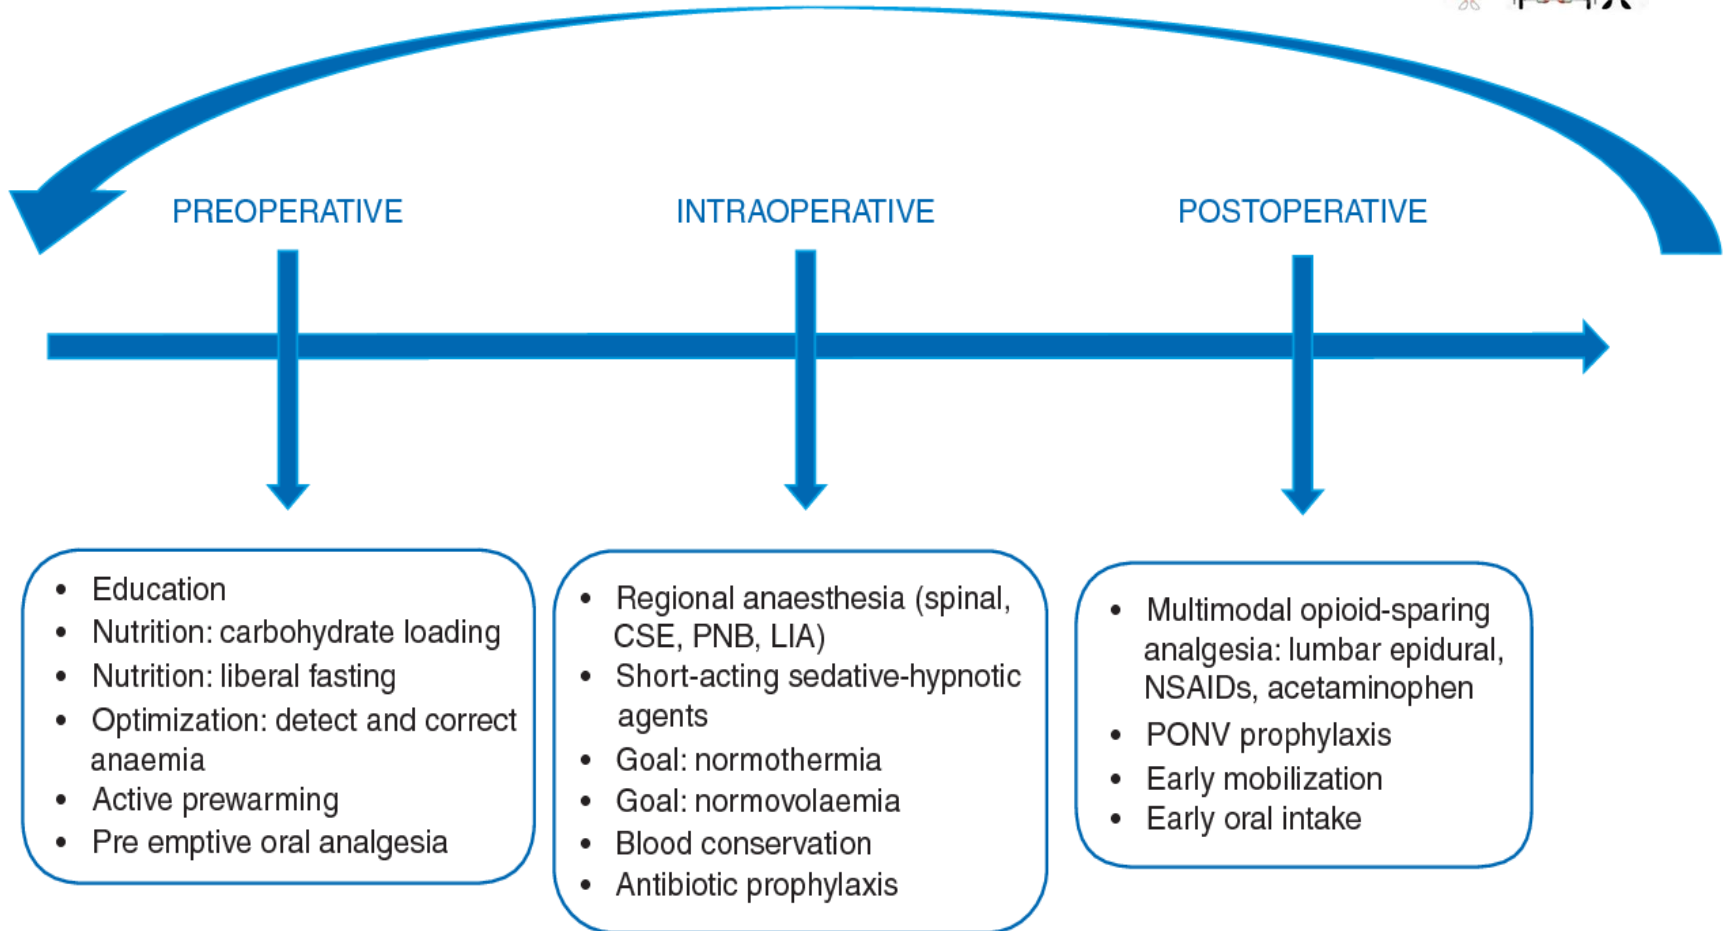 PREOPERATIVE
INTRAOPERATIVE
POSTOPERATIVE
• Education
• Nutrition: carbohydrate loading
• Nutrition: liberal fasting
• Optimization: detect and correct
anaemia
• Active prewarming
• Pre emptive oral analgesia
• Regional anaesthesia (spinal,
CSE, PNB, LIA)
• Short-acting sedative-hypnotic
agents
• Goal: normothermia
• Goal: normovolaemia
• Blood conservation
• Antibiotic prophylaxis
• Multimodal opioid-sparing
analgesia: lumbar epidural,
NSAIDs, acetaminophen
• PONV prophylaxis
• Early mobilization
• Early oral intake